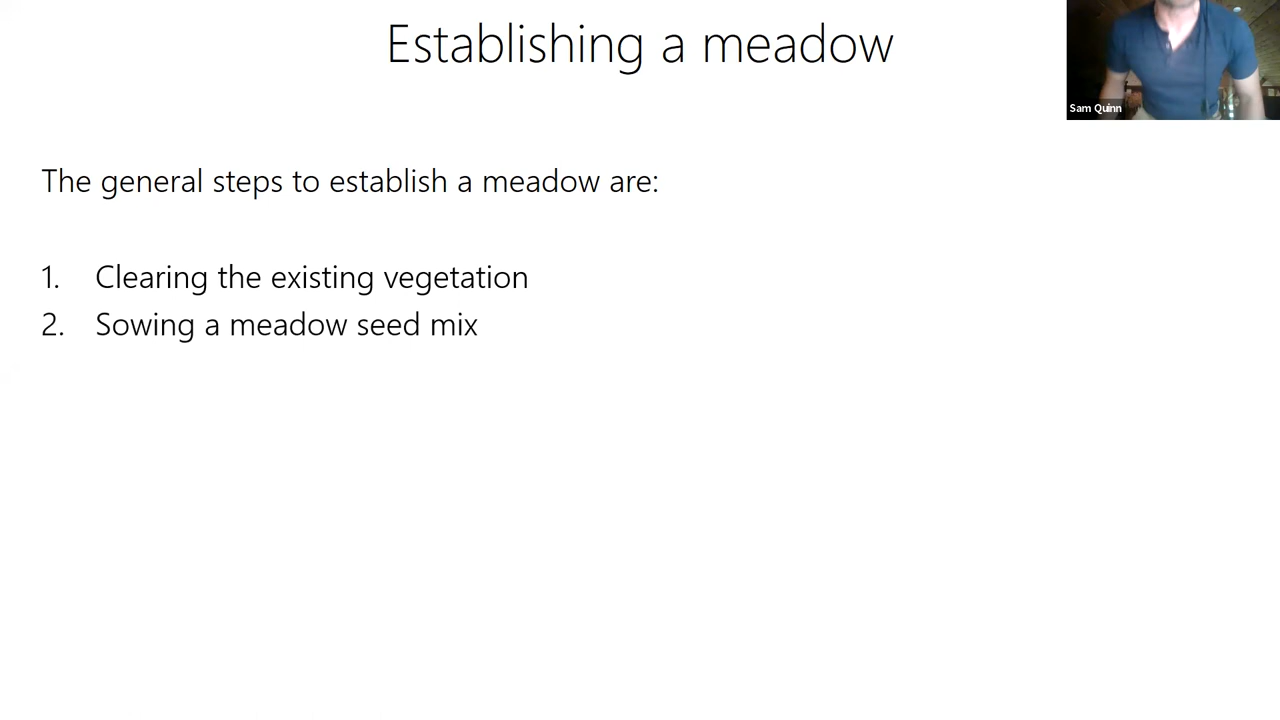 Establishing a meadow
Sam Quinn
The general steps to establish a meadow are:
1. Clearing the existing vegetation
2. Sowing a meadow seed mix